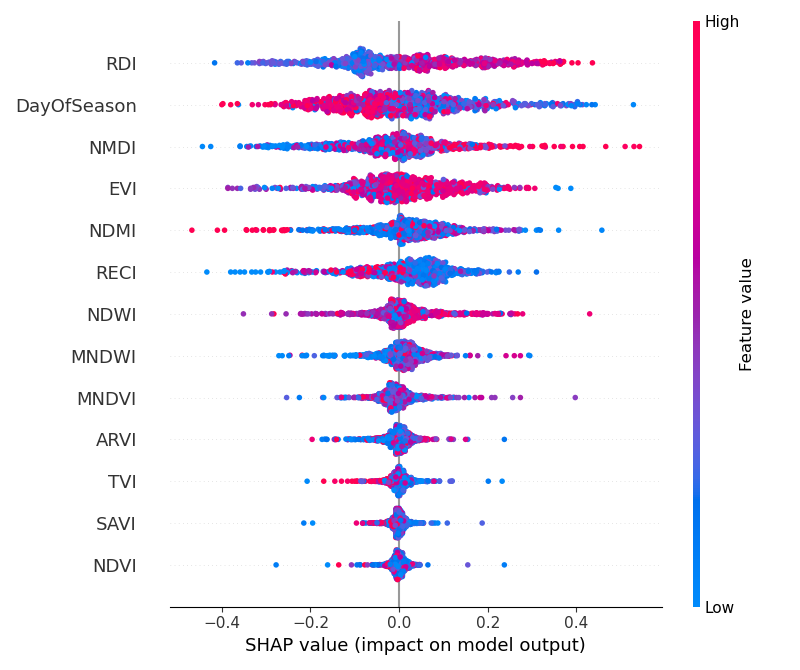 High
RDI
DayOfSeason
NMDI
EVI
NDMI
RECI
NDWI
MNDWI
MNDVI
ARVI
TVI
SAVI
NDVI
Feature value
Low
−0.4 −0.2 0.0 0.2 0.4
SHAP value (impact on model output)